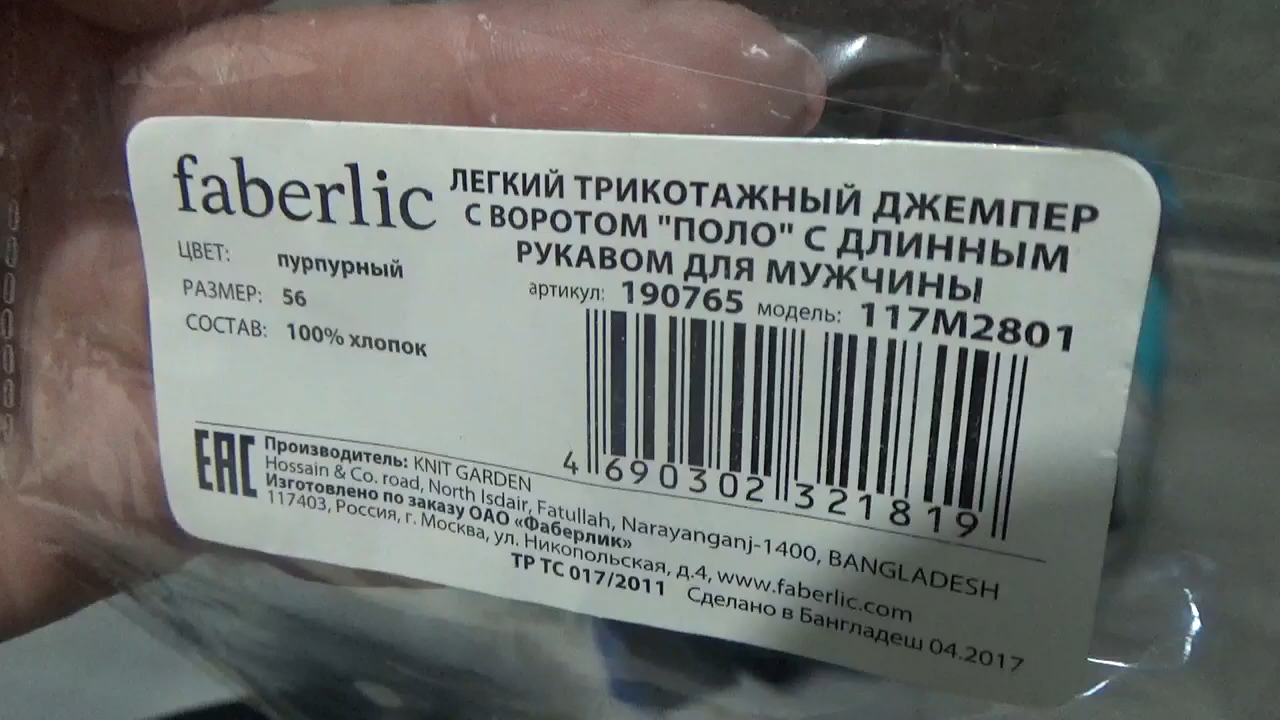 faberlic
ЛЕГКИЙ ТРИКОТАЖНЫЙ ДЖЕМПЕР
С ВОРОТОМ "ПОЛО" С ДЛИННЫМ
РУКАВОМ ДЛЯ МУЖЧИНЫ
артикул: 190765 модель: 117M2801
ЦВЕТ: пурпурный
РАЗМЕР: 56
СОСТАВ: 100% хлопок
4 690302 321819
EAC
Производитель: KNIT GARDEN
Hossain & Co. road, North Isdair, Fatullah, Narayanganj-1400, BANGLADESH
Изготовлено по заказу ОАО «Фаберлик»
117403, Россия, г. Москва, ул. Никопольская, д.4, www.faberlic.com
ТР ТС 017/2011 Сделано в Бангладеш 04.2017